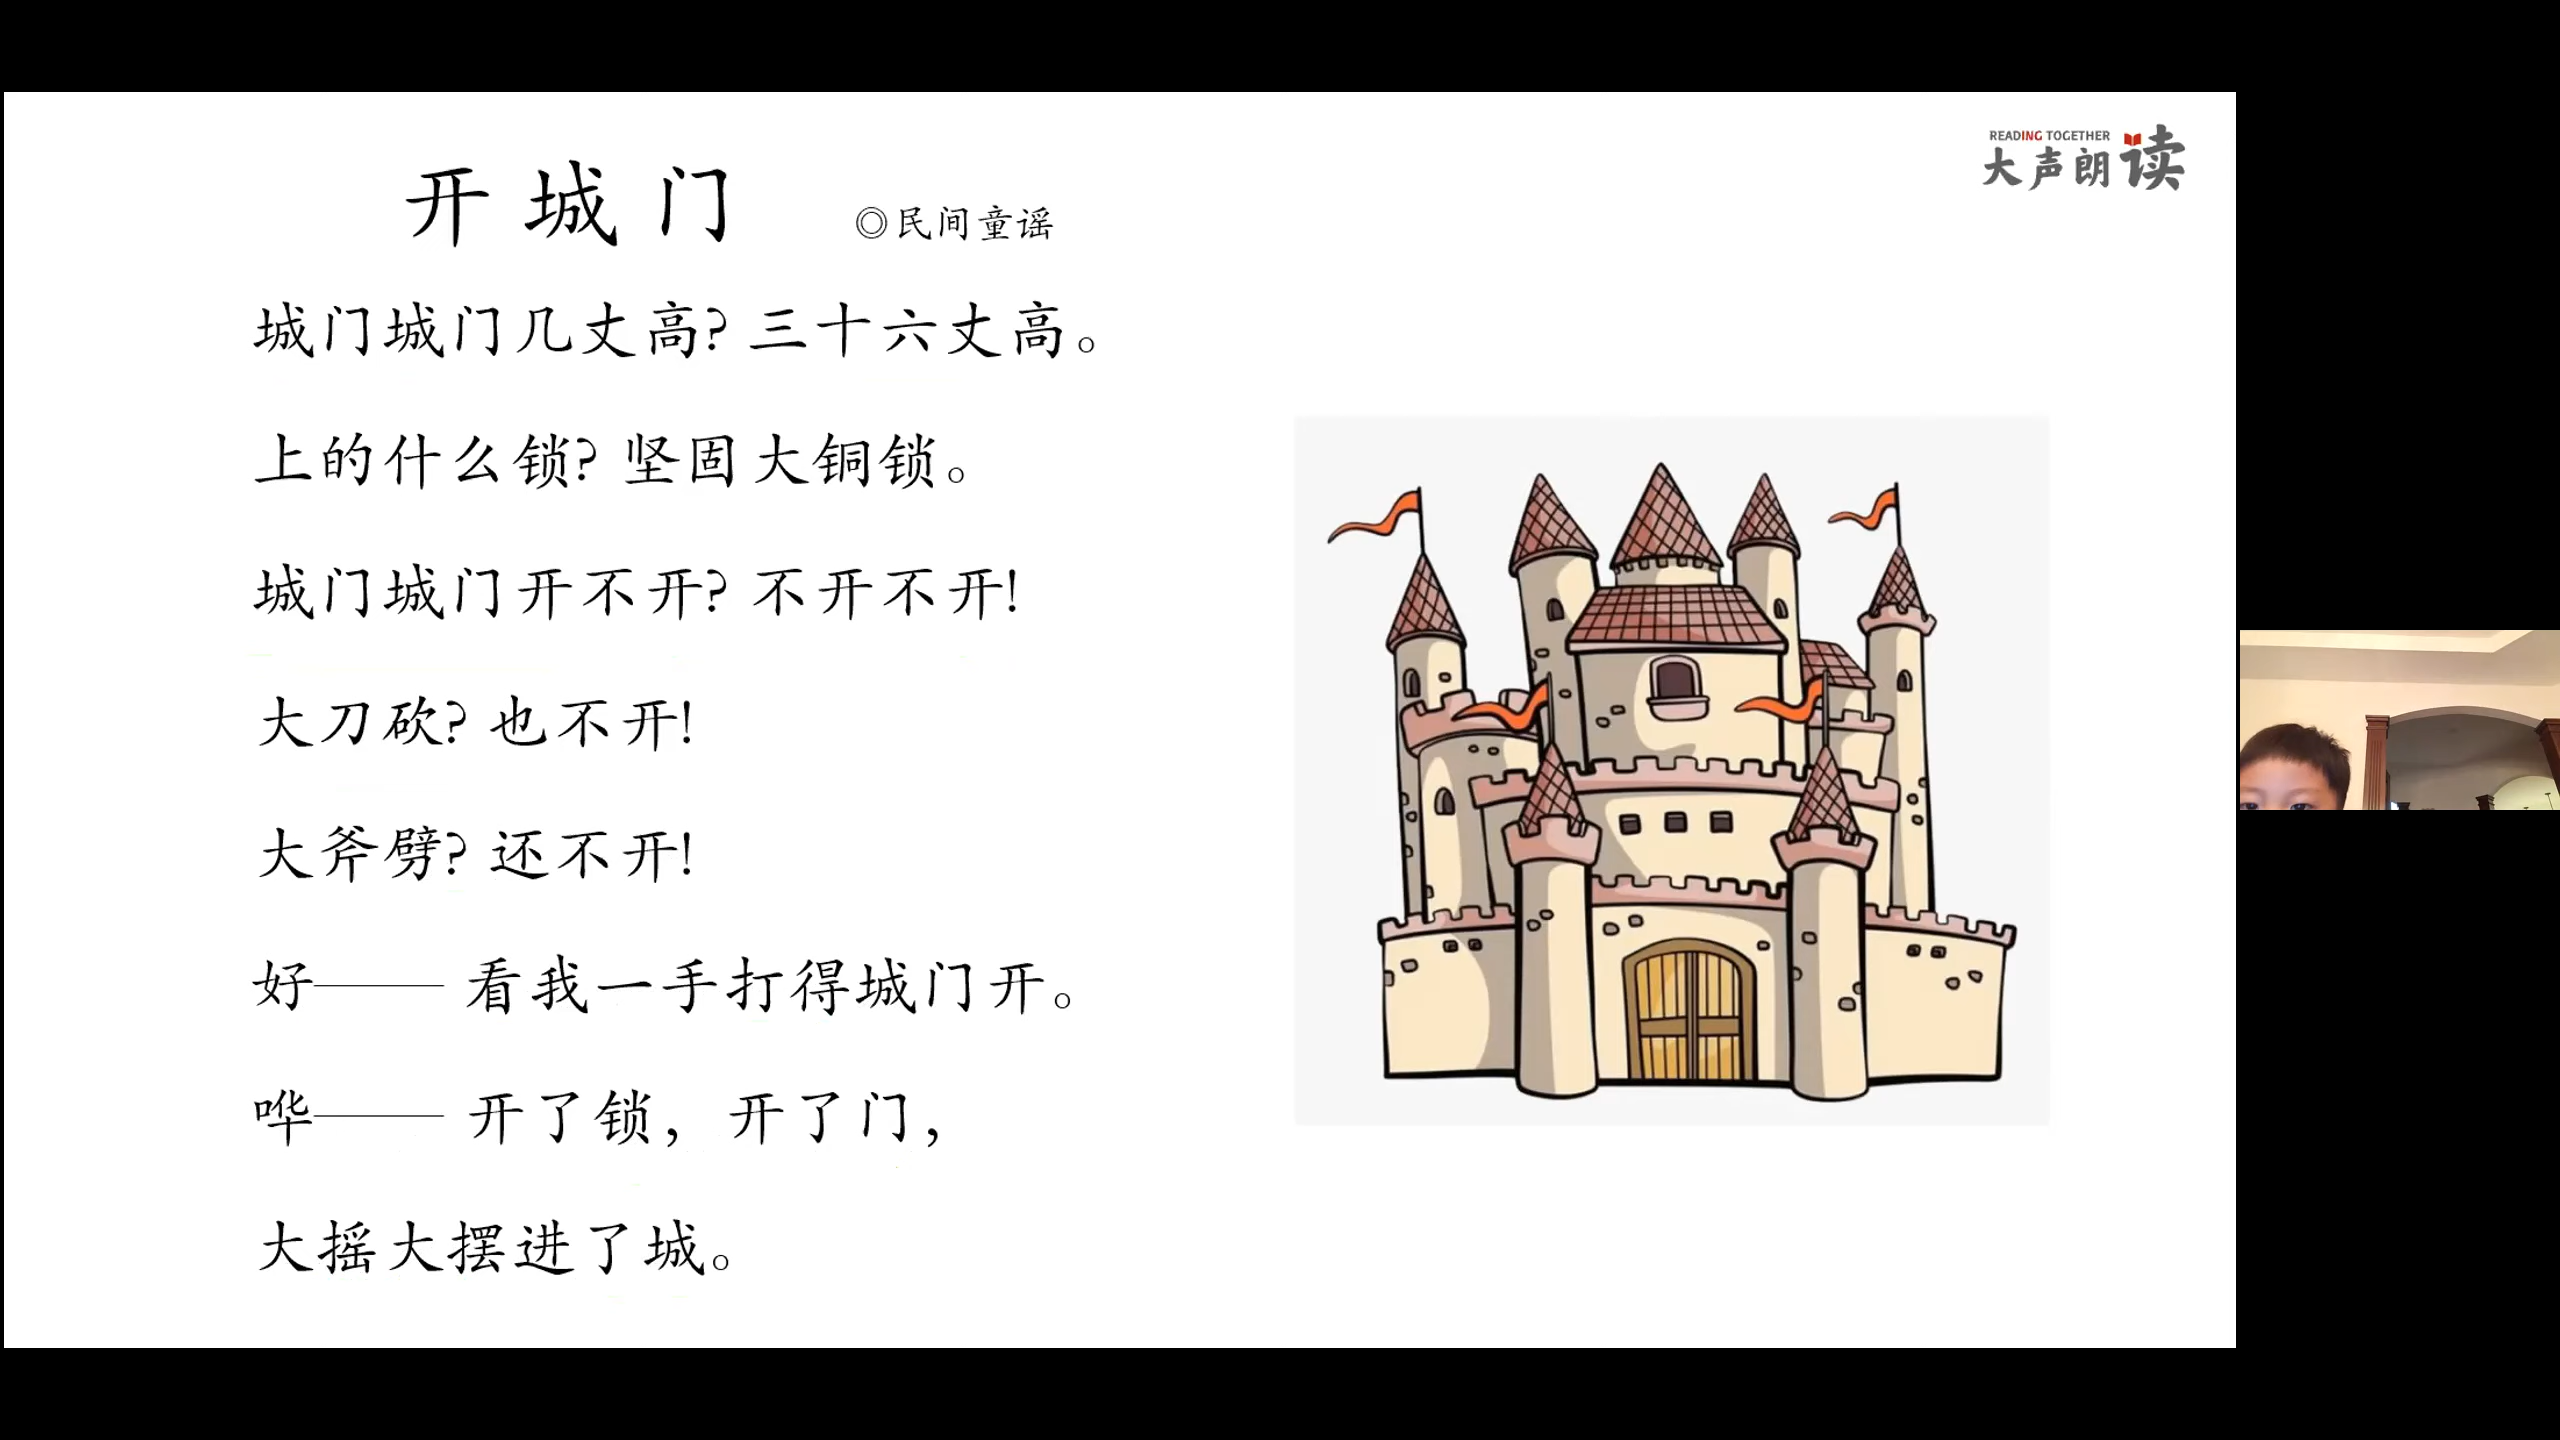 READING TOGETHER
大声朗读
开城门 ◎民间童谣
城门城门几丈高? 三十六丈高。
上的什么锁? 坚固大铜锁。
城门城门开不开? 不开不开!
大刀砍? 也不开!
大斧劈? 还不开!
好—— 看我一手打得城门开。
哗—— 开了锁，开了门，
大摇大摆进了城。